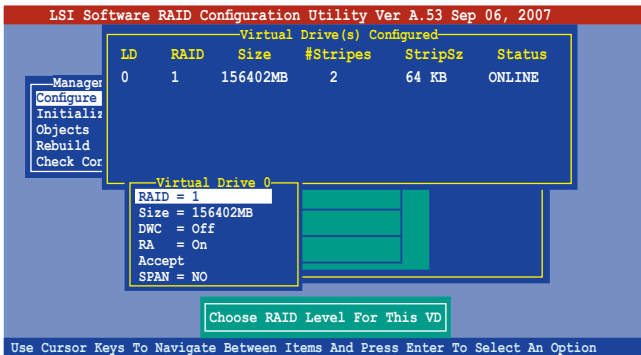 LSI Software RAID Configuration Utility Ver A.53 Sep 06, 2007
Virtual Drive(s) Configured
LD RAID Size #Stripes StripSz Status
0 1 156402MB 2 64 KB ONLINE
Manager
Configure
Initializ
Objects
Rebuild
Check Con
Virtual Drive 0
RAID = 1
Size = 156402MB
DWC = Off
RA = On
Accept
SPAN = NO
Choose RAID Level For This VD
Use Cursor Keys To Navigate Between Items And Press Enter To Select An Option